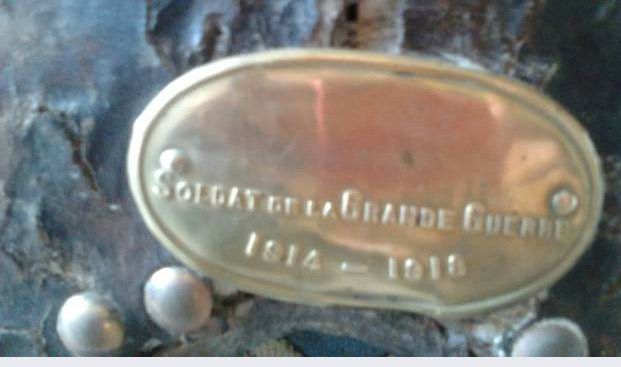 SOLDAT DE LA GRANDE GUERRE
1914 - 1918